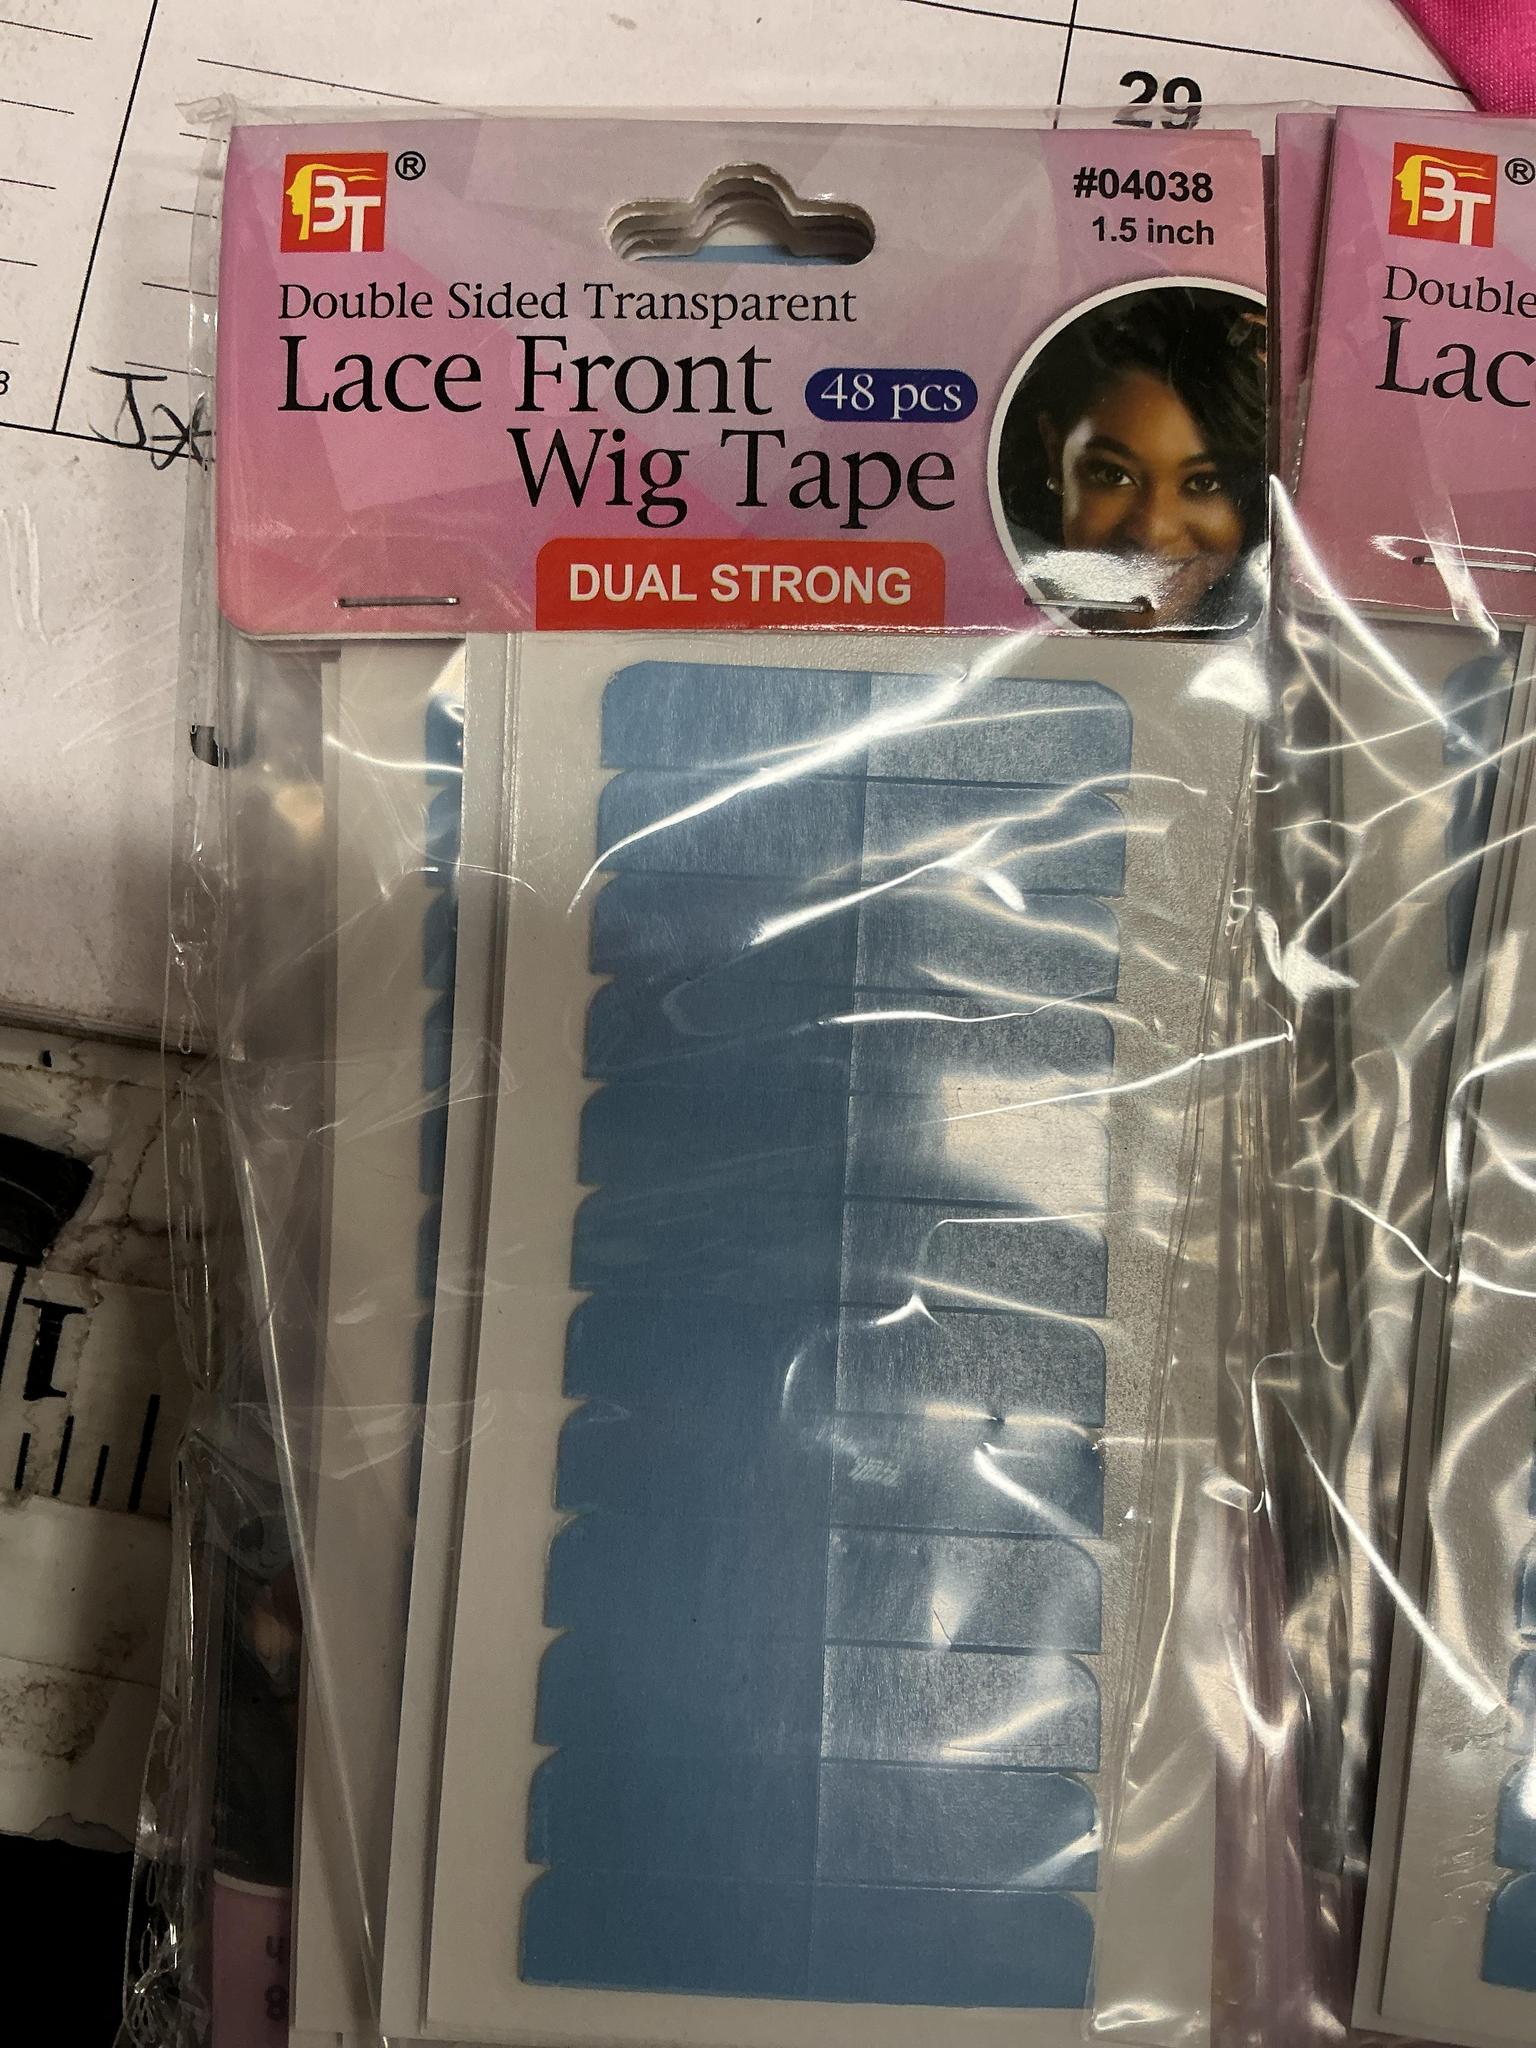 29
BT®
#04038
1.5 inch
Double Sided Transparent
Lace Front
48 pcs
Wig Tape
DUAL STRONG
BT®
Double
Lac
1